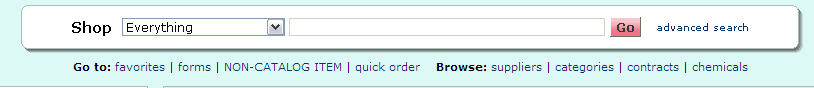 Shop Everything Go advanced search
Go to: favorites | forms | NON-CATALOG ITEM | quick order Browse: suppliers | categories | contracts | chemicals